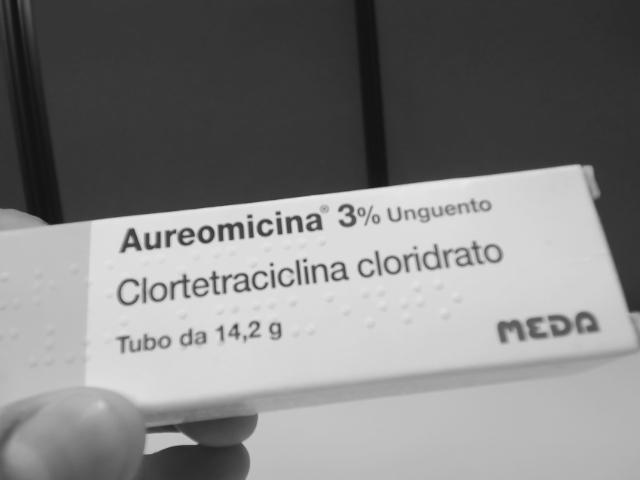 Aureomicina® 3% Unguento
Clortetraciclina cloridrato
Tubo da 14,2 g
MEDA